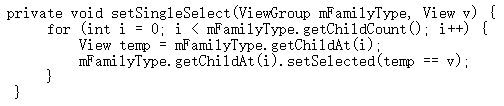 private void setSingleSelect(ViewGroup mFamilyType, View v) {
    for (int i = 0; i < mFamilyType.getChildCount(); i++) {
        View temp = mFamilyType.getChildAt(i);
        mFamilyType.getChildAt(i).setSelected(temp == v);
    }
}